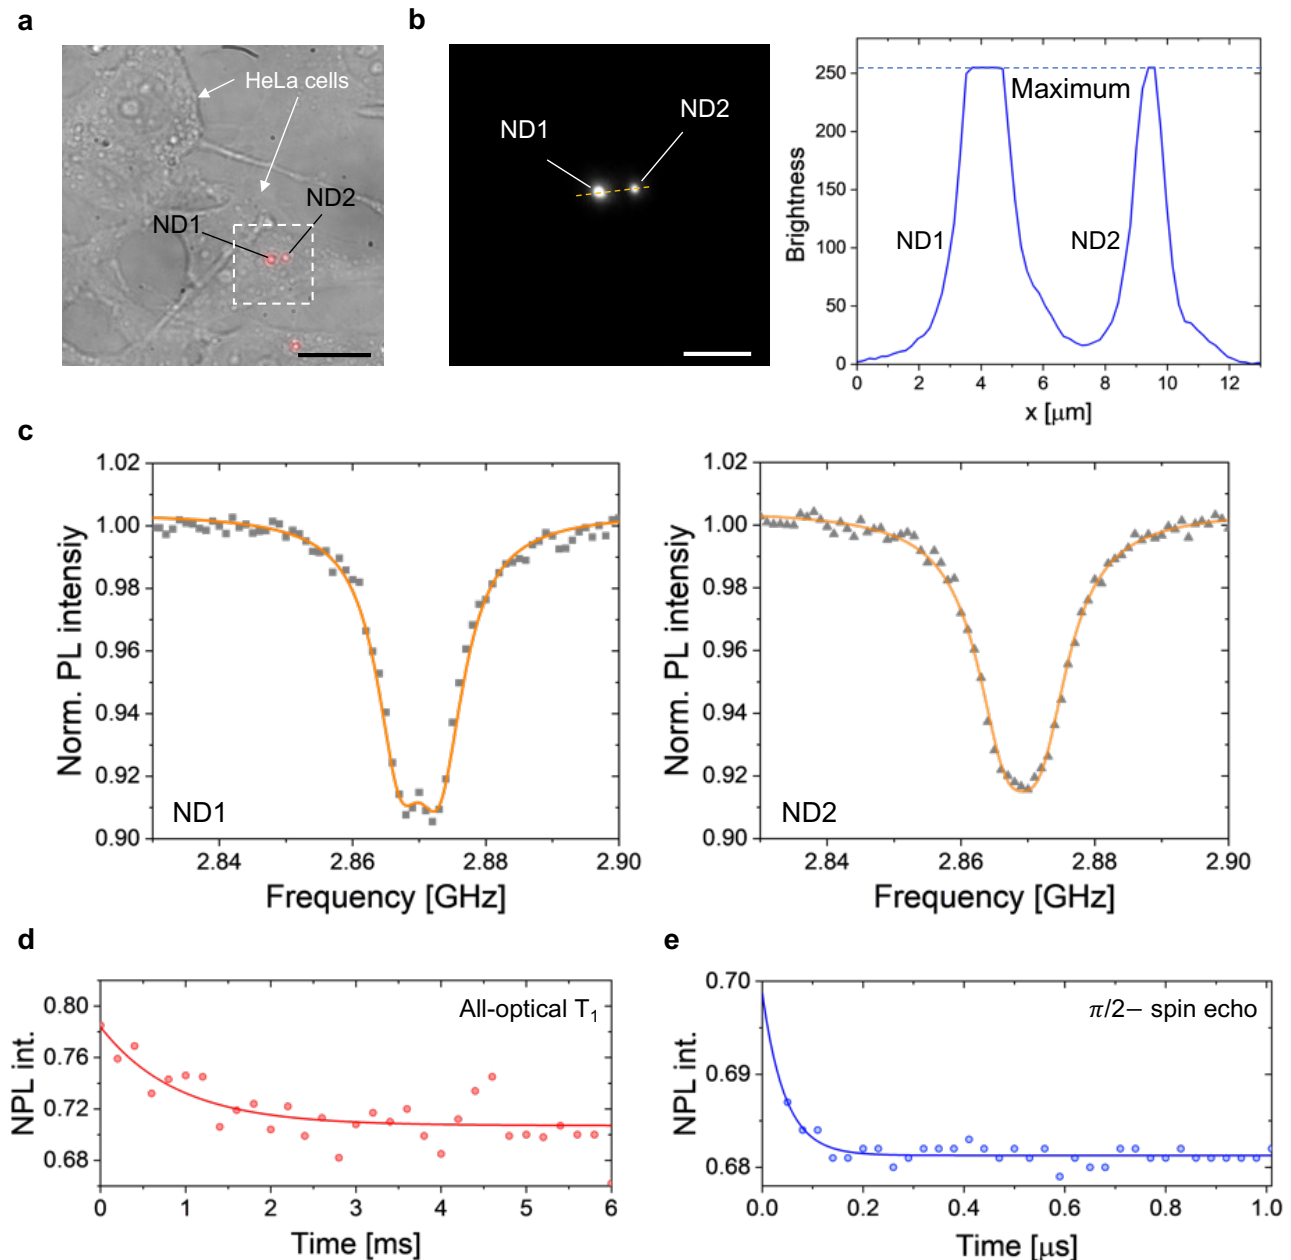 a
HeLa cells
ND1
ND2
b
ND1
ND2
250
200
150
100
50
0
Brightness
Maximum
ND1
ND2
0
2
4
6
8
10
12
x [μm]
c
1.02
1.00
0.98
0.96
0.94
0.92
0.90
Norm. PL intensiy
ND1
2.84
2.86
2.88
2.90
Frequency [GHz]
1.02
1.00
0.98
0.96
0.94
0.92
0.90
Norm. PL intensiy
ND2
2.84
2.86
2.88
2.90
Frequency [GHz]
d
0.80
0.76
0.72
0.68
NPL int.
All-optical T₁
0
1
2
3
4
5
6
Time [ms]
e
0.70
0.69
0.68
NPL int.
π/2− spin echo
0.0
0.2
0.4
0.6
0.8
1.0
Time [μs]